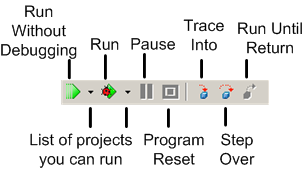 Run
Without
Debugging
Run
Pause
Trace
Into
Run Until
Return
List of projects
you can run
Program
Reset
Step
Over